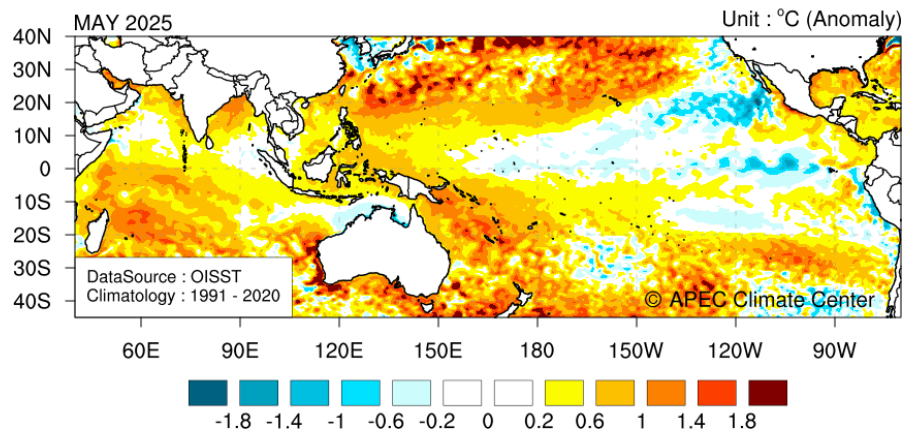 MAY 2025
Unit : °C (Anomaly)
40N
30N
20N
10N
0
10S
20S
30S
40S
DataSource : OISST
Climatology : 1991 - 2020
© APEC Climate Center
60E 90E 120E 150E 180 150W 120W 90W
-1.8 -1.4 -1 -0.6 -0.2 0 0.2 0.6 1 1.4 1.8